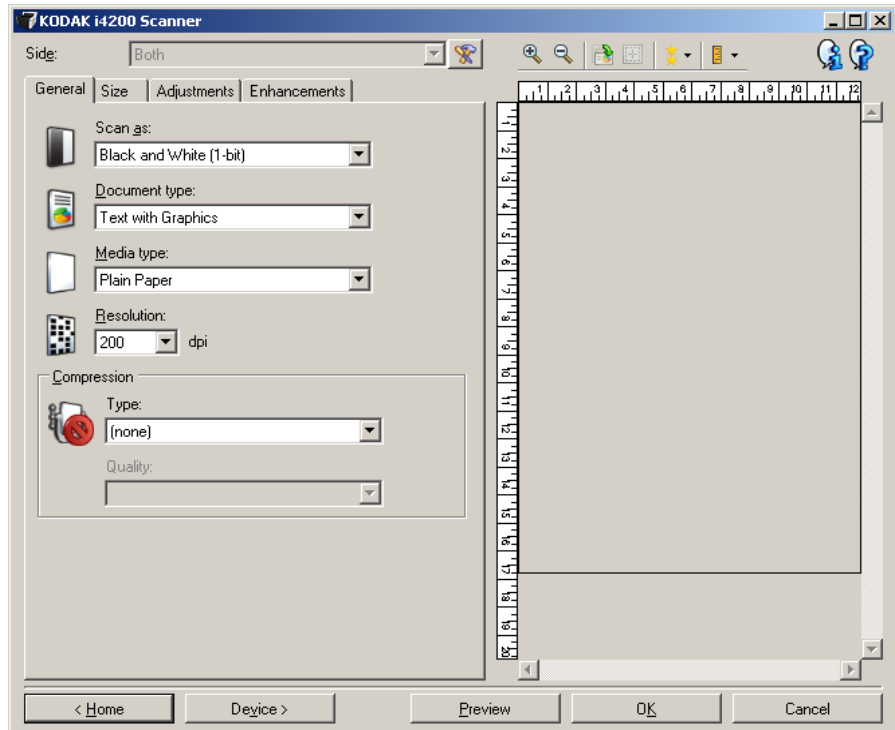 KODAK i4200 Scanner
Side:
Both
General Size Adjustments Enhancements
Scan as:
Black and White (1-bit)
Document type:
Text with Graphics
Media type:
Plain Paper
Resolution:
200 dpi
Compression
Type:
(none)
Quality:
1 2 3 4 5 6 7 8 9 10 11 12
1
2
3
4
5
6
7
8
9
10
11
12
13
14
15
16
17
18
19
20
< Home Device > Preview OK Cancel